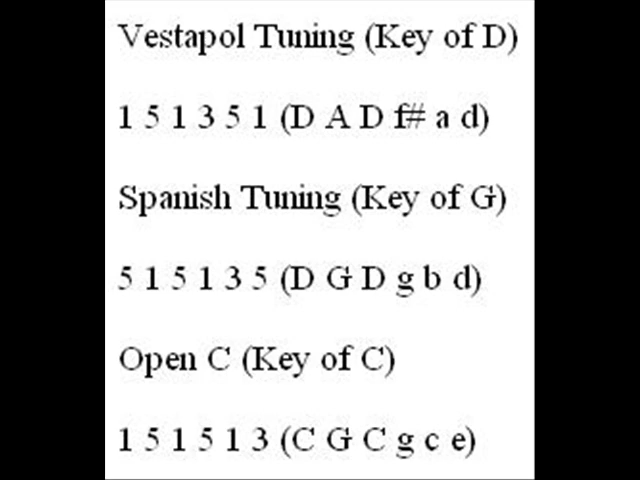 Vestapol Tuning (Key of D)
1 5 1 3 5 1 (D A D f# a d)
Spanish Tuning (Key of G)
5 1 5 1 3 5 (D G D g b d)
Open C (Key of C)
1 5 1 5 1 3 (C G C g c e)